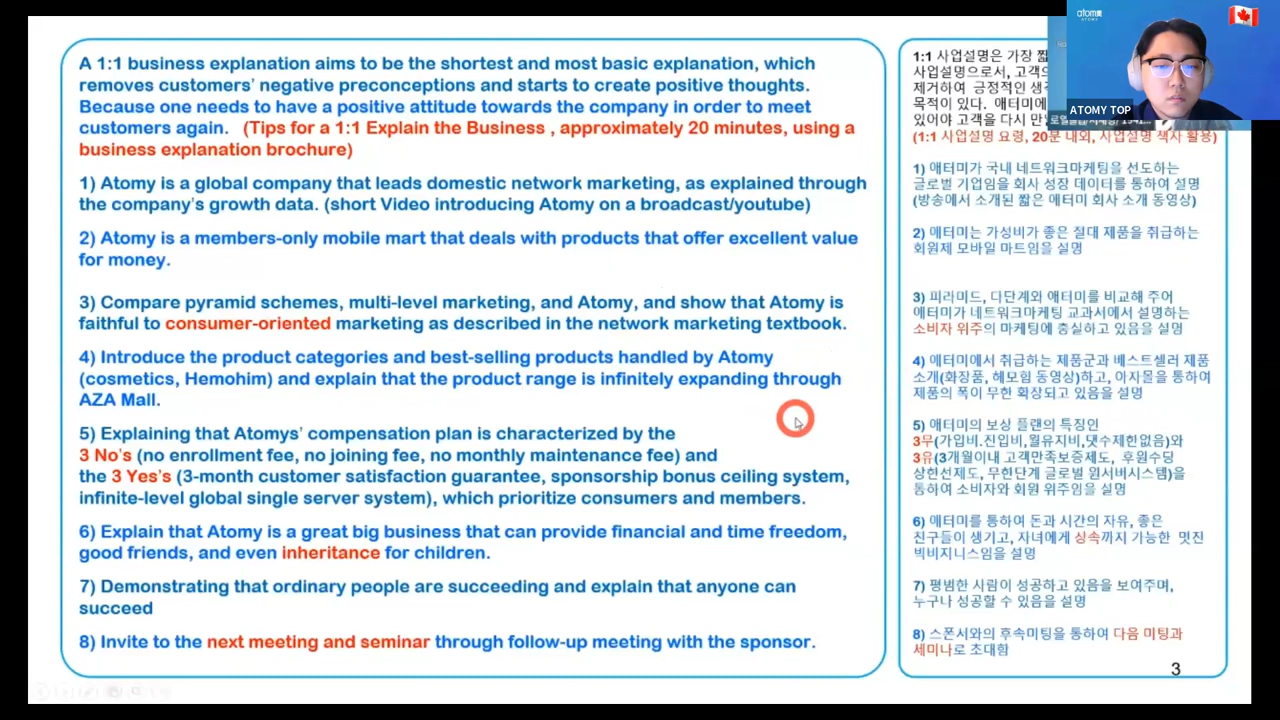 A 1:1 business explanation aims to be the shortest and most basic explanation, which
removes customers' negative preconceptions and starts to create positive thoughts.
Because one needs to have a positive attitude towards the company in order to meet
customers again. (Tips for a 1:1 Explain the Business , approximately 20 minutes, using a
business explanation brochure)
1) Atomy is a global company that leads domestic network marketing, as explained through
the company's growth data. (short Video introducing Atomy on a broadcast/youtube)
2) Atomy is a members-only mobile mart that deals with products that offer excellent value
for money.
3) Compare pyramid schemes, multi-level marketing, and Atomy, and show that Atomy is
faithful to consumer-oriented marketing as described in the network marketing textbook.
4) Introduce the product categories and best-selling products handled by Atomy
(cosmetics, Hemohim) and explain that the product range is infinitely expanding through
AZA Mall.
5) Explaining that Atomys' compensation plan is characterized by the
3 No's (no enrollment fee, no joining fee, no monthly maintenance fee) and
the 3 Yes's (3-month customer satisfaction guarantee, sponsorship bonus ceiling system,
infinite-level global single server system), which prioritize consumers and members.
6) Explain that Atomy is a great big business that can provide financial and time freedom,
good friends, and even inheritance for children.
7) Demonstrating that ordinary people are succeeding and explain that anyone can
succeed
8) Invite to the next meeting and seminar through follow-up meeting with the sponsor.
1:1 사업설명은 가장 짧
사업설명으로서, 고객으
제거하여 긍정적인 생
목적이 있다. 애터미에
있어야 고객을 다시 만
(1:1 사업설명 요령, 20분 내외, 사업설명 책자 활용)
1) 애터미가 국내 네트워크마케팅을 선도하는
글로벌 기업임을 회사 성장 데이터를 통하여 설명
(방송에서 소개된 짧은 애터미 회사 소개 동영상)
2) 애터미는 가성비가 좋은 절대 제품을 취급하는
회원제 모바일 마트임을 설명
3) 피라미드, 다단계와 애터미를 비교해 주어
애터미가 네트워크마케팅 교과서에서 설명하는
소비자 위주의 마케팅에 충실하고 있음을 설명
4) 애터미에서 취급하는 제품군과 베스트셀러 제품
소개(화장품, 헤모힘 동영상)하고, 아자몰을 통하여
제품의 폭이 무한 확장되고 있음을 설명
5) 애터미의 보상 플랜의 특징인
3무(가입비.진입비,월유지비,댓수제한없음)와
3유(3개월이내 고객만족보증제도, 후원수당
상한선제도, 무한단계 글로벌 원서버시스템)을
통하여 소비자와 회원 위주임을 설명
6) 애터미를 통하여 돈과 시간의 자유, 좋은
친구들이 생기고, 자녀에게 상속까지 가능한 멋진
빅비지니스임을 설명
7) 평범한 사람이 성공하고 있음을 보여주며,
누구나 성공할 수 있음을 설명
8) 스폰서와의 후속미팅을 통하여 다음 미팅과
세미나로 초대함
3
atom美
ATOMY
ATOMY TOP